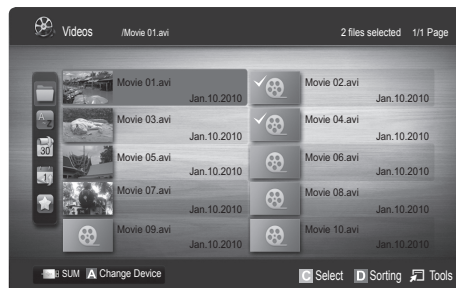 Videos /Movie 01.avi 2 files selected 1/1 Page
Movie 01.avi Movie 02.avi
Jan.10.2010 Jan.10.2010
Movie 03.avi Movie 04.avi
Jan.10.2010 Jan.10.2010
Movie 05.avi Movie 06.avi
Jan.10.2010 Jan.10.2010
Movie 07.avi Movie 08.avi
Jan.10.2010 Jan.10.2010
Movie 09.avi Movie 10.avi
Jan.10.2010 Jan.10.2010
A
Z
30
1
SUM A Change Device C Select D Sorting Tools